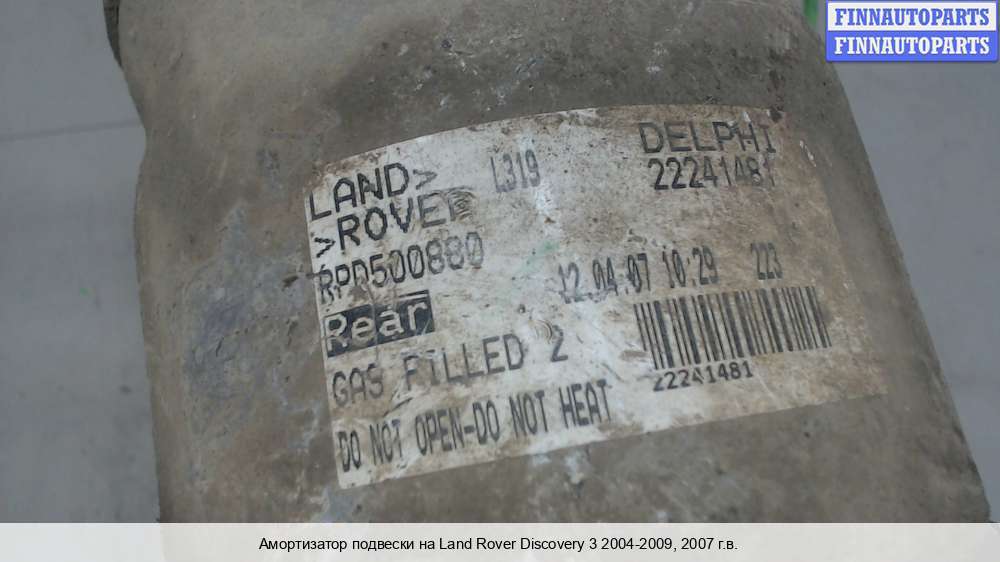 FINNAUTOPARTS
FINNAUTOPARTS
LAND>
>ROVER
L319
DELPHI
22241481
RPD500880
12.04.07 10:29 223
Rear
GAS FILLED 2
22241481
DO NOT OPEN-DO NOT HEAT
Амортизатор подвески на Land Rover Discovery 3 2004-2009, 2007 г.в.